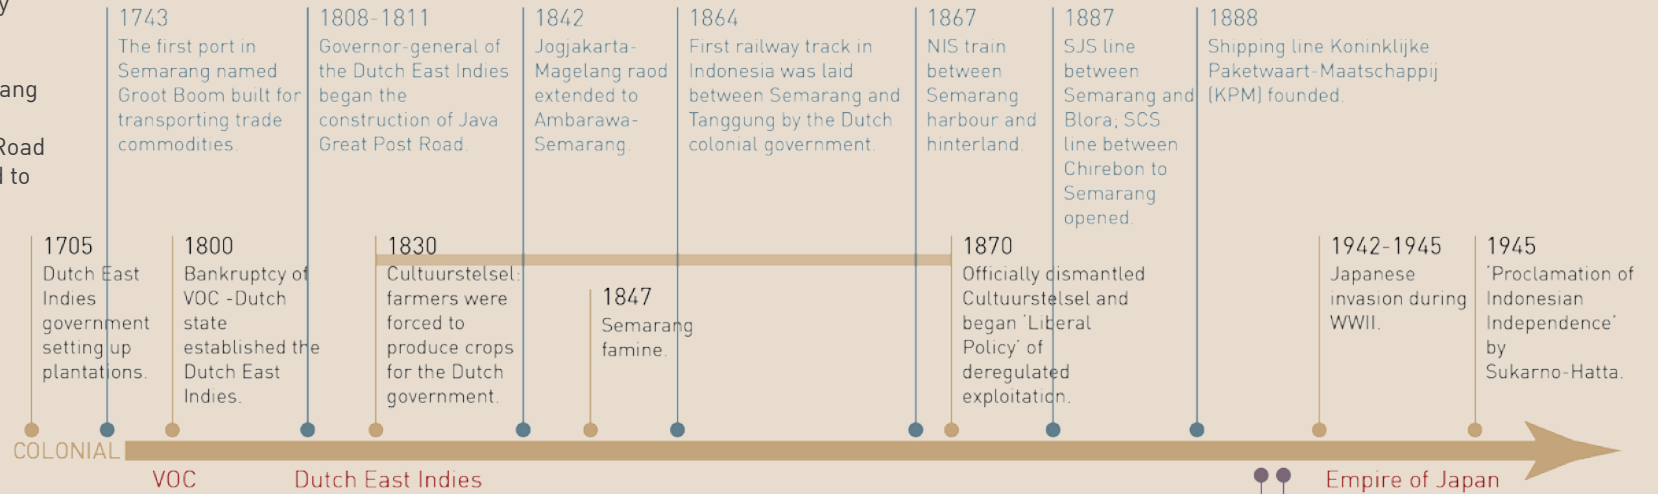 y
ang
Road
d to
1743
The first port in
Semarang named
Groot Boom built for
transporting trade
commodities.
1808-1811
Governor-general of
the Dutch East Indies
began the
construction of Java
Great Post Road.
1842
Jogjakarta-
Magelang raod
extended to
Ambarawa-
Semarang.
1864
First railway track in
Indonesia was laid
between Semarang and
Tanggung by the Dutch
colonial government.
1867
NIS train
between
Semarang
harbour and
hinterland.
1887
SJS line
between
Semarang and
Blora; SCS
line between
Chirebon to
Semarang
opened.
1888
Shipping line Koninklijke
Paketwaart-Maatschappij
(KPM) founded.
1705
Dutch East
Indies
government
setting up
plantations.
1800
Bankruptcy of
VOC -Dutch
state
established the
Dutch East
Indies.
1830
Cultuurstelsel:
farmers were
forced to
produce crops
for the Dutch
government.
1847
Semarang
famine.
1870
Officially dismantled
Cultuurstelsel and
began 'Liberal
Policy' of
deregulated
exploitation.
1942-1945
Japanese
invasion during
WWII.
1945
'Proclamation of
Indonesian
Independence'
by
Sukarno-Hatta.
COLONIAL
VOC
Dutch East Indies
Empire of Japan